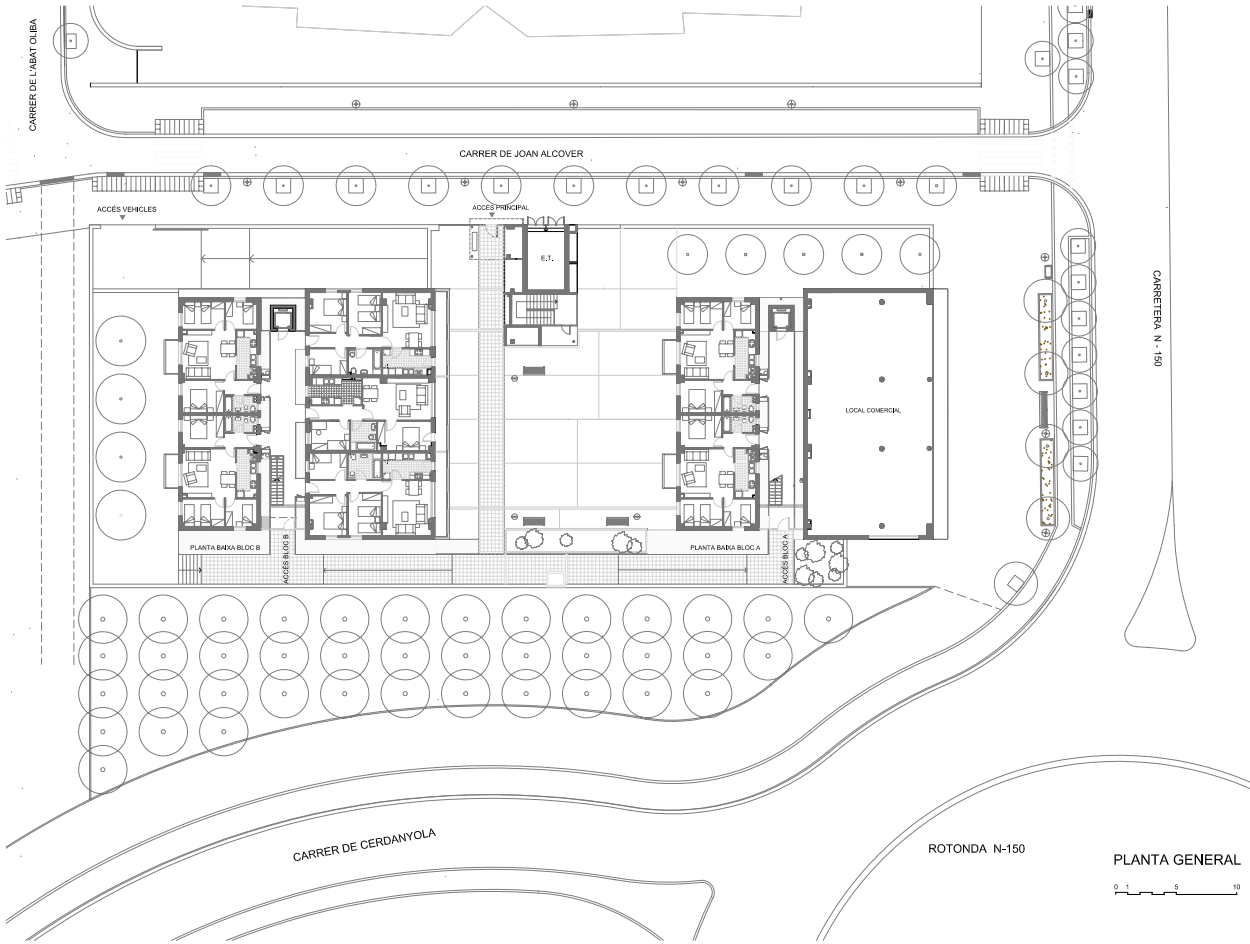 CARRER DE L'ABAT OLIBA
CARRER DE JOAN ALCOVER
ACCÉS VEHICLES
ACCÉS PRINCIPAL
E.T.
CARRETERA N - 150
LOCAL COMERCIAL
PLANTA BAIXA BLOC B
ACCÉS BLOC B
PLANTA BAIXA BLOC A
ACCÉS BLOC A
CARRER DE CERDANYOLA
ROTONDA N-150
PLANTA GENERAL
0 1 5 10